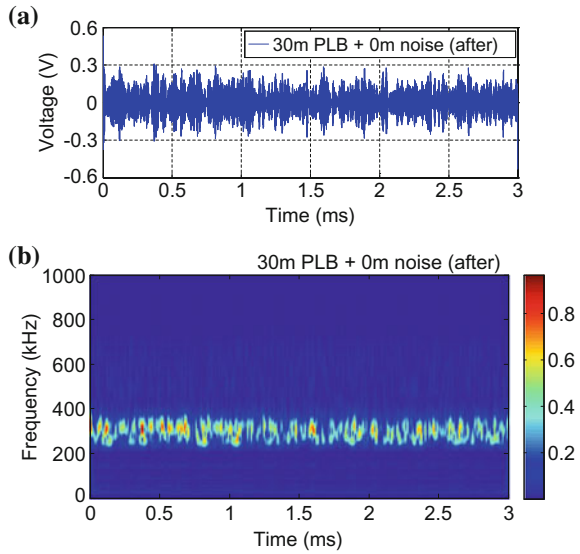 (a)
0.6
0.3
0
-0.3
-0.6
Voltage (V)
30m PLB + 0m noise (after)
0 0.5 1 1.5 2 2.5 3
Time (ms)
(b)
30m PLB + 0m noise (after)
1000
800
600
400
200
0
Frequency (kHz)
0 0.5 1 1.5 2 2.5 3
Time (ms)
0.8
0.6
0.4
0.2